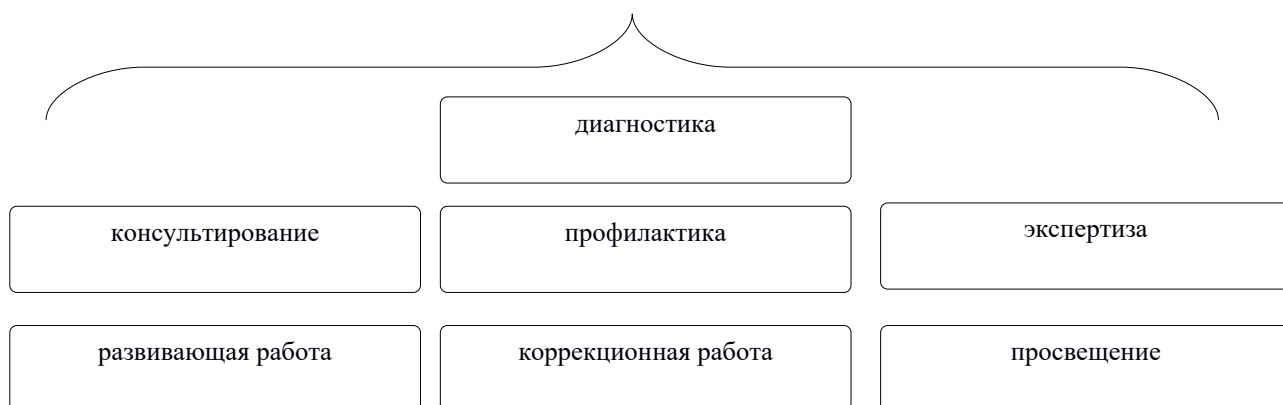 диагностика
консультирование
профилактика
экспертиза
развивающая работа
коррекционная работа
просвещение